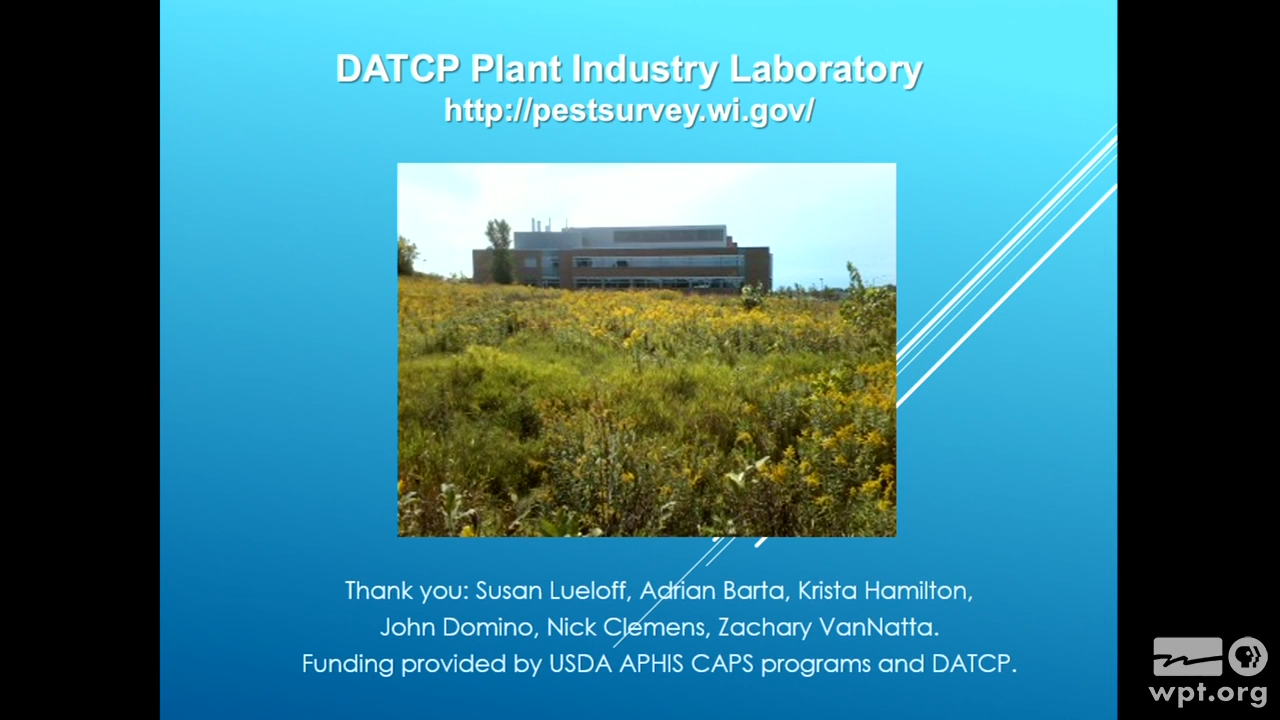 DATCP Plant Industry Laboratory
http://pestsurvey.wi.gov/
Thank you: Susan Lueloff, Adrian Barta, Krista Hamilton,
John Domino, Nick Clemens, Zachary VanNatta.
Funding provided by USDA APHIS CAPS programs and DATCP.
wpt.org